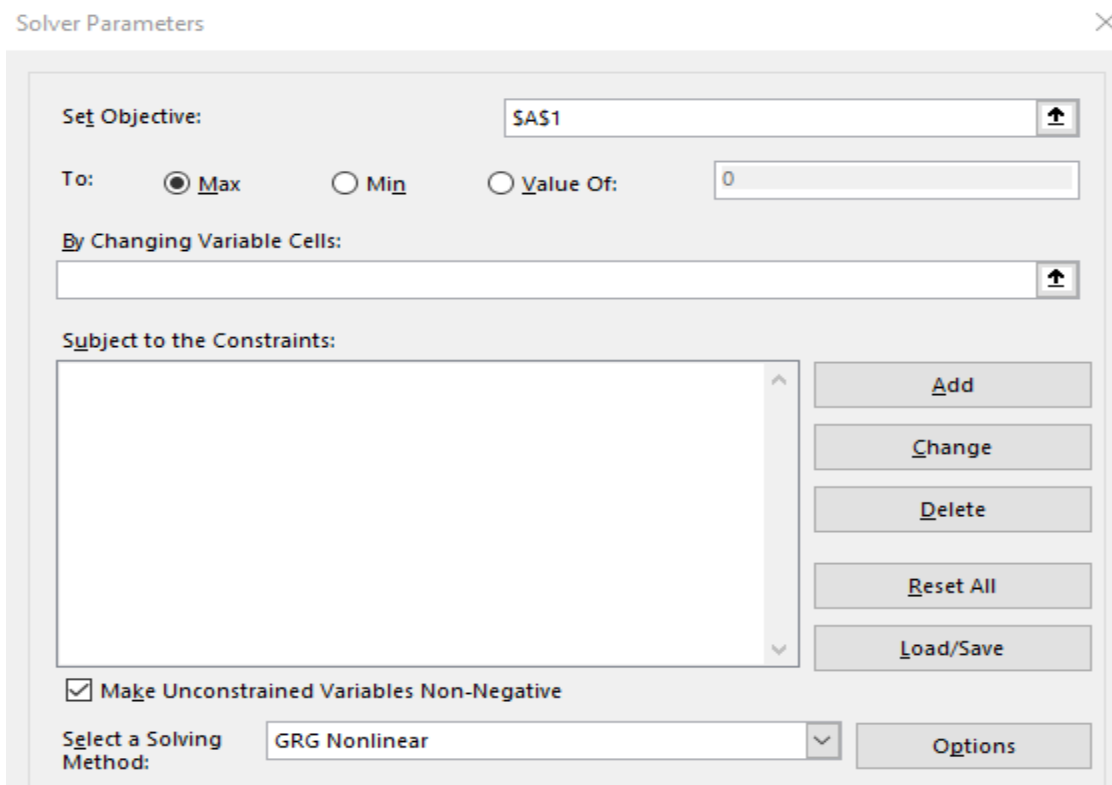 Solver Parameters
Set Objective: $A$1
To: Max Min Value Of: 0
By Changing Variable Cells:
Subject to the Constraints:
Add
Change
Delete
Reset All
Load/Save
Make Unconstrained Variables Non-Negative
Select a Solving
Method:
GRG Nonlinear
Options